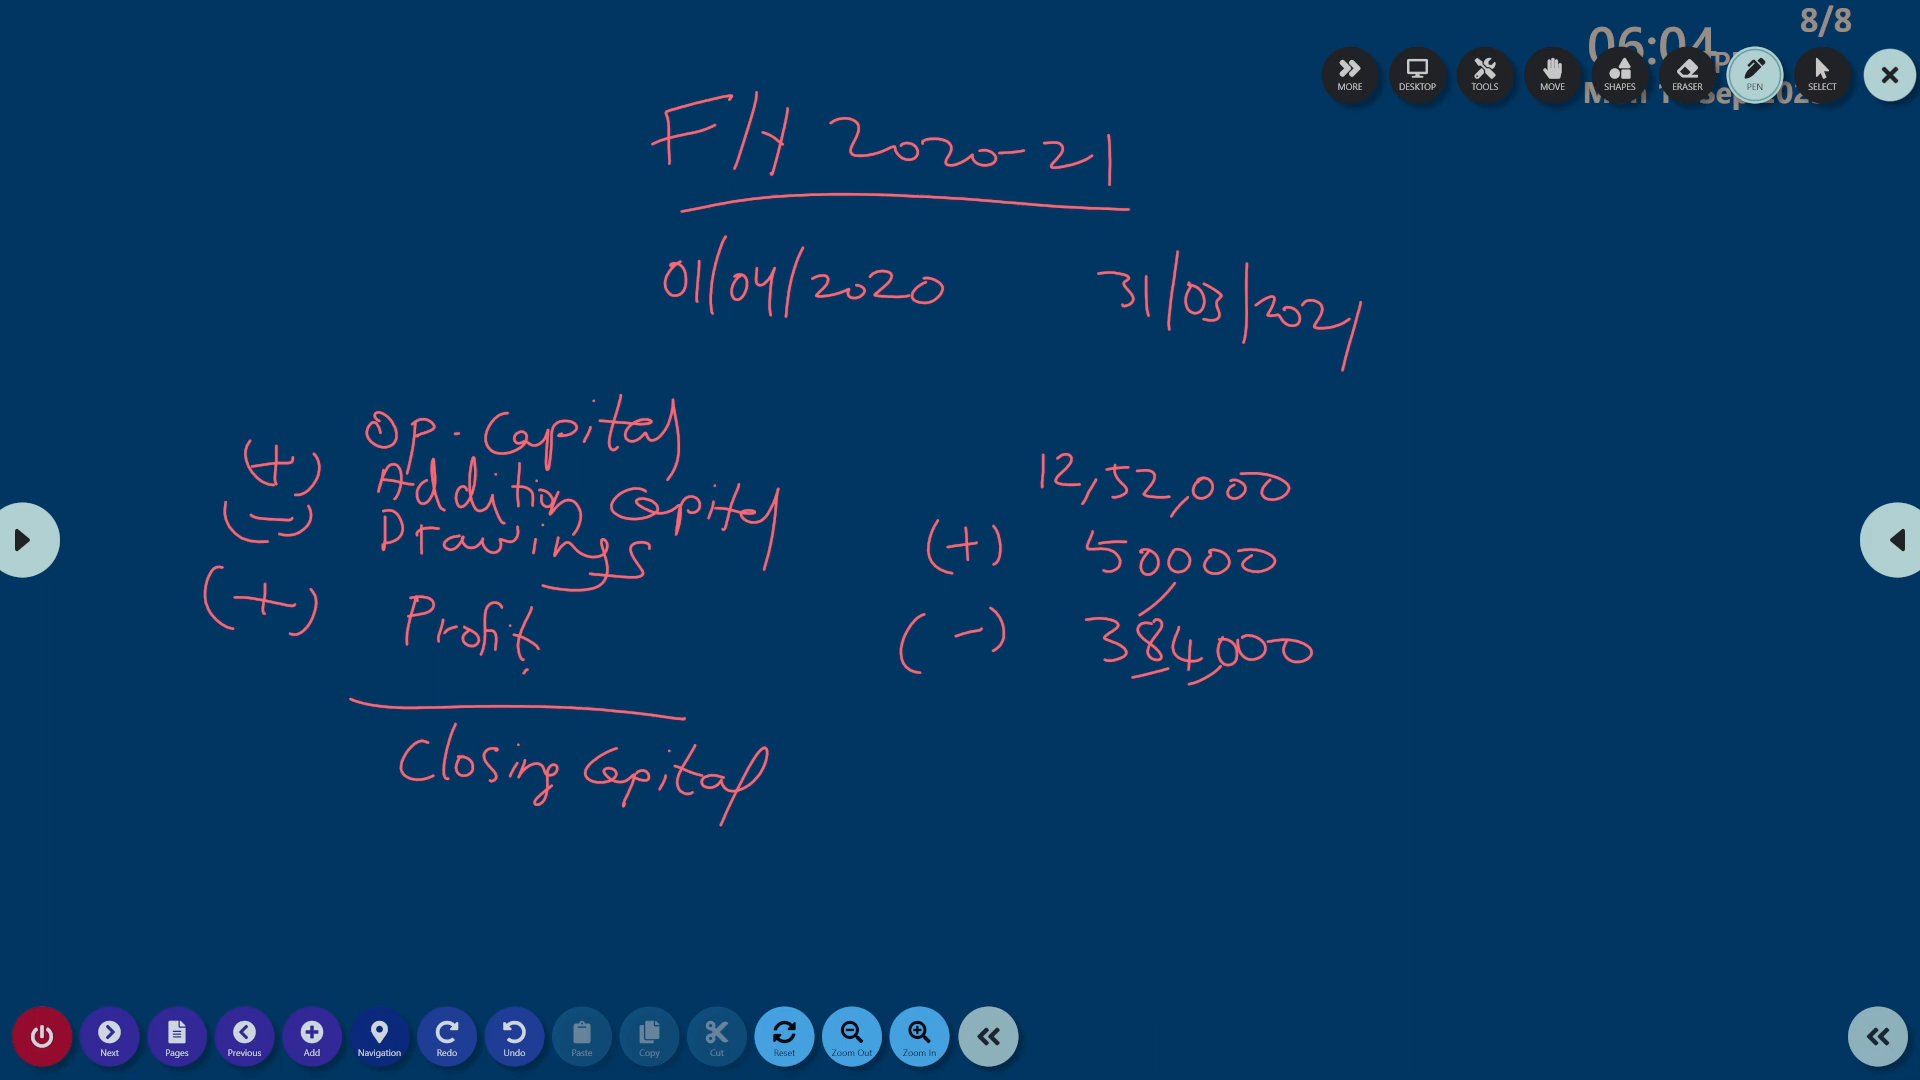 8/8
06:04
MORE DESKTOP TOOLS MOVE SHAPES ERASER PEN SELECT
F/Y 2020-21
01/04/2020 31/03/2021
Op. Capital
(+) Addition Capital
(-) Drawings
(+) Profit
Closing Capital
12,52,000
(+) 50000
(-) 384,000
Next Pages Previous Add Navigation Redo Undo Paste Copy Cut Reset Zoom Out Zoom In